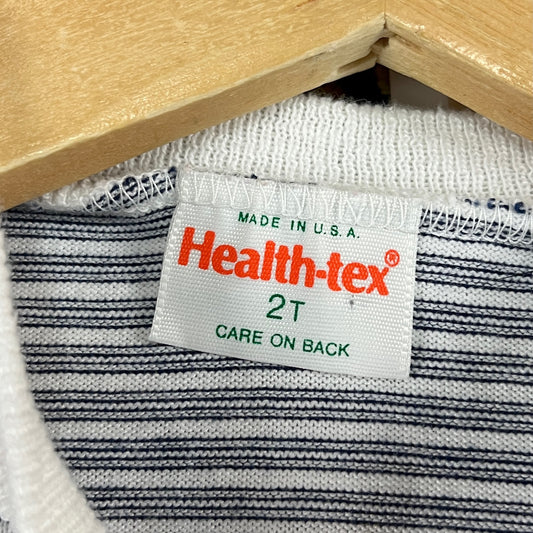 MADE IN U.S.A.
Health-tex®
2T
CARE ON BACK